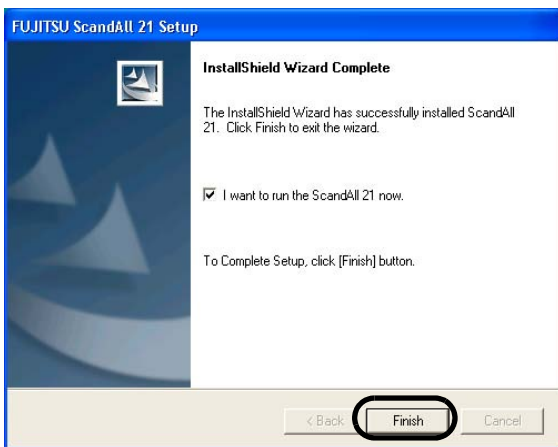 FUJITSU ScandAll 21 Setup
InstallShield Wizard Complete
The InstallShield Wizard has successfully installed ScandAll
21.  Click Finish to exit the wizard.
I want to run the ScandAll 21 now.
To Complete Setup, click [Finish] button.
< Back
Finish
Cancel